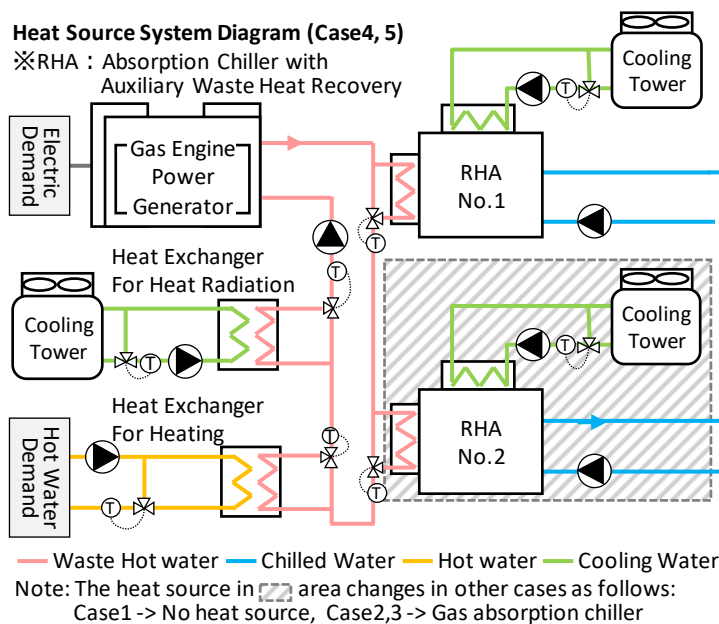 Heat Source System Diagram (Case4, 5)
※RHA : Absorption Chiller with
Auxiliary Waste Heat Recovery
Electric
Demand
Gas Engine
Power
Generator
Cooling
Tower
T
RHA
No.1
T
T
Heat Exchanger
For Heat Radiation
Cooling
Tower
T
Cooling
Tower
T
RHA
No.2
T
Heat Exchanger
For Heating
T
Hot Water
Demand
T
Waste Hot water
Chilled Water
Hot water
Cooling Water
Note: The heat source in area changes in other cases as follows:
Case1 -> No heat source, Case2,3 -> Gas absorption chiller